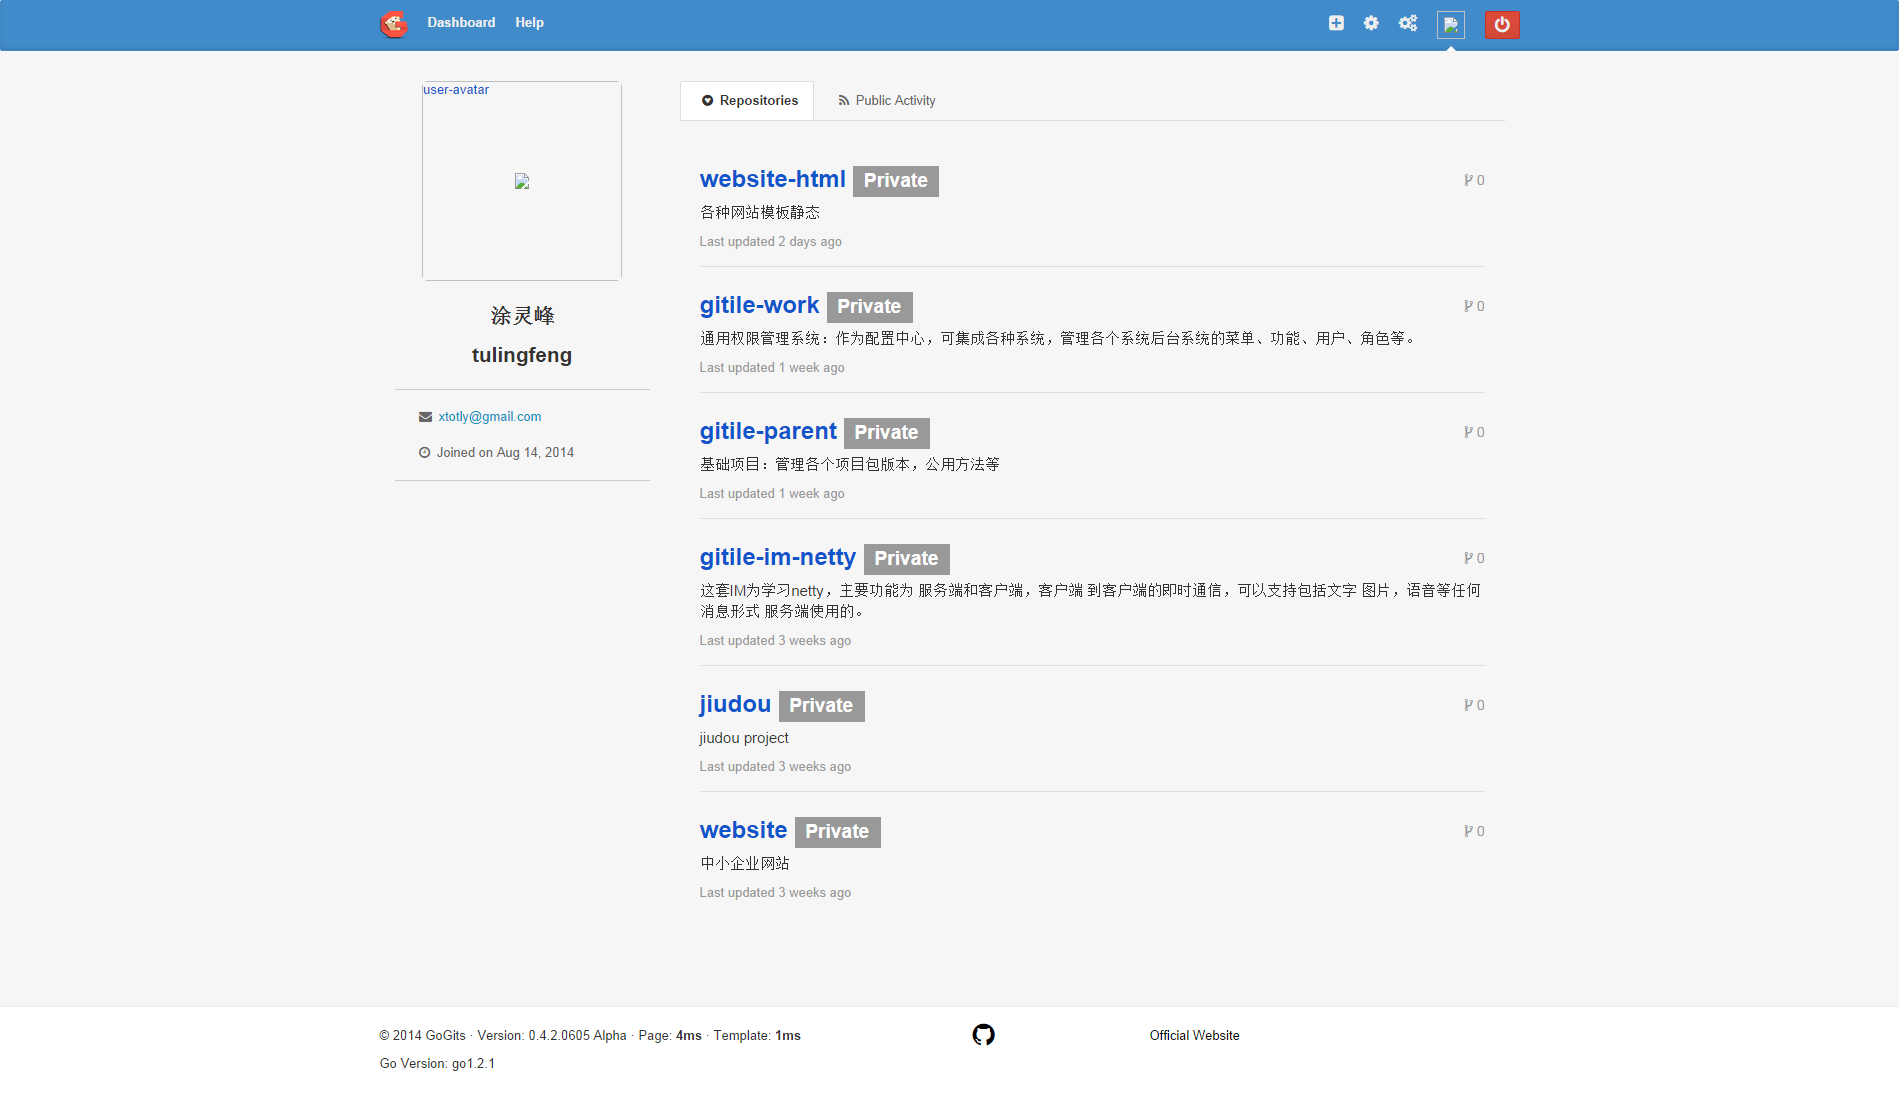 Dashboard Help
user-avatar
涂灵峰
tulingfeng
xtotly@gmail.com
Joined on Aug 14, 2014
Repositories Public Activity
website-html Private 0
各种网站模板静态
Last updated 2 days ago
gitile-work Private 0
通用权限管理系统：作为配置中心，可集成各种系统，管理各个系统后台系统的菜单、功能、用户、角色等。
Last updated 1 week ago
gitile-parent Private 0
基础项目：管理各个项目包版本，公用方法等
Last updated 1 week ago
gitile-im-netty Private 0
这套IM为学习netty，主要功能为 服务端和客户端，客户端 到客户端的即时通信，可以支持包括文字 图片，语音等任何
消息形式 服务端使用的。
Last updated 3 weeks ago
jiudou Private 0
jiudou project
Last updated 3 weeks ago
website Private 0
中小企业网站
Last updated 3 weeks ago
© 2014 GoGits · Version: 0.4.2.0605 Alpha · Page: 4ms · Template: 1ms
Official Website
Go Version: go1.2.1